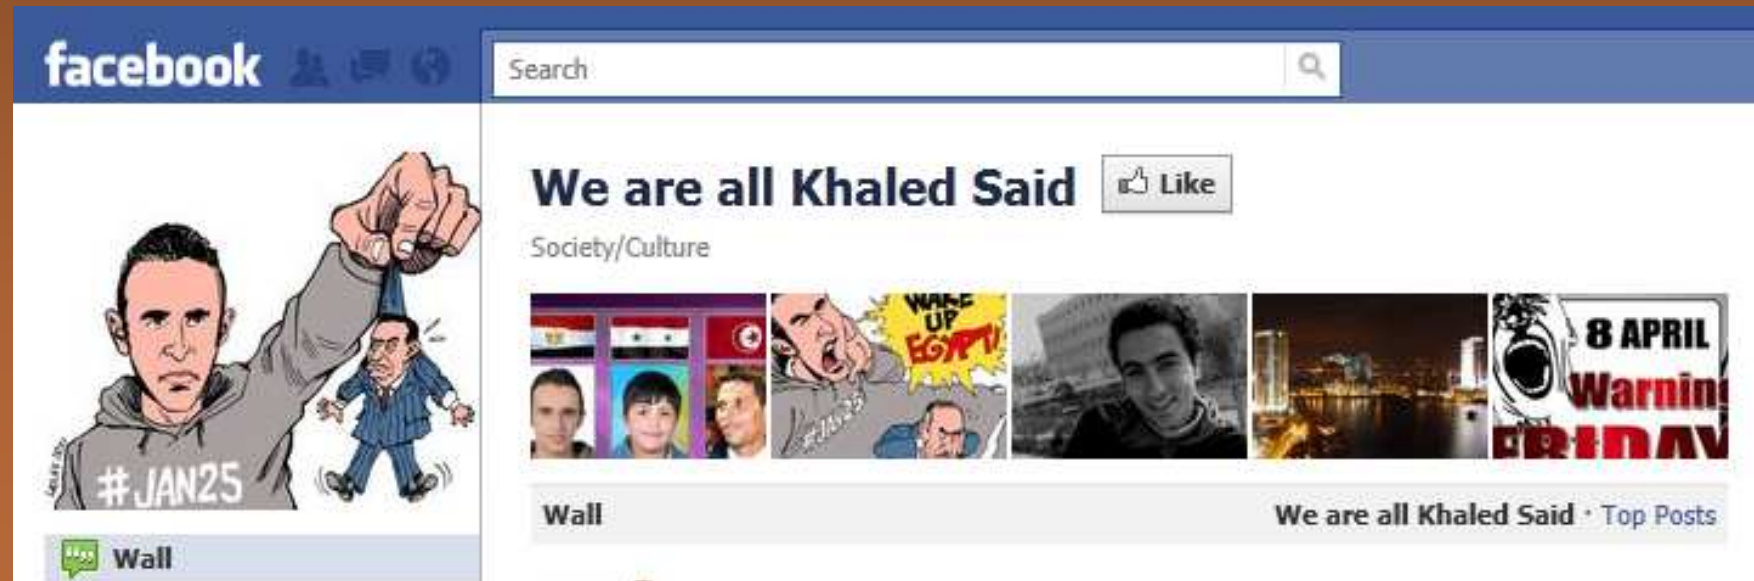 facebook
Search
We are all Khaled Said
Like
Society/Culture
WAKE
UP
EGYPT!
#JAN25
8 APRIL
Warning
FRIDAY
#JAN25
Wall
We are all Khaled Said · Top Posts
Wall